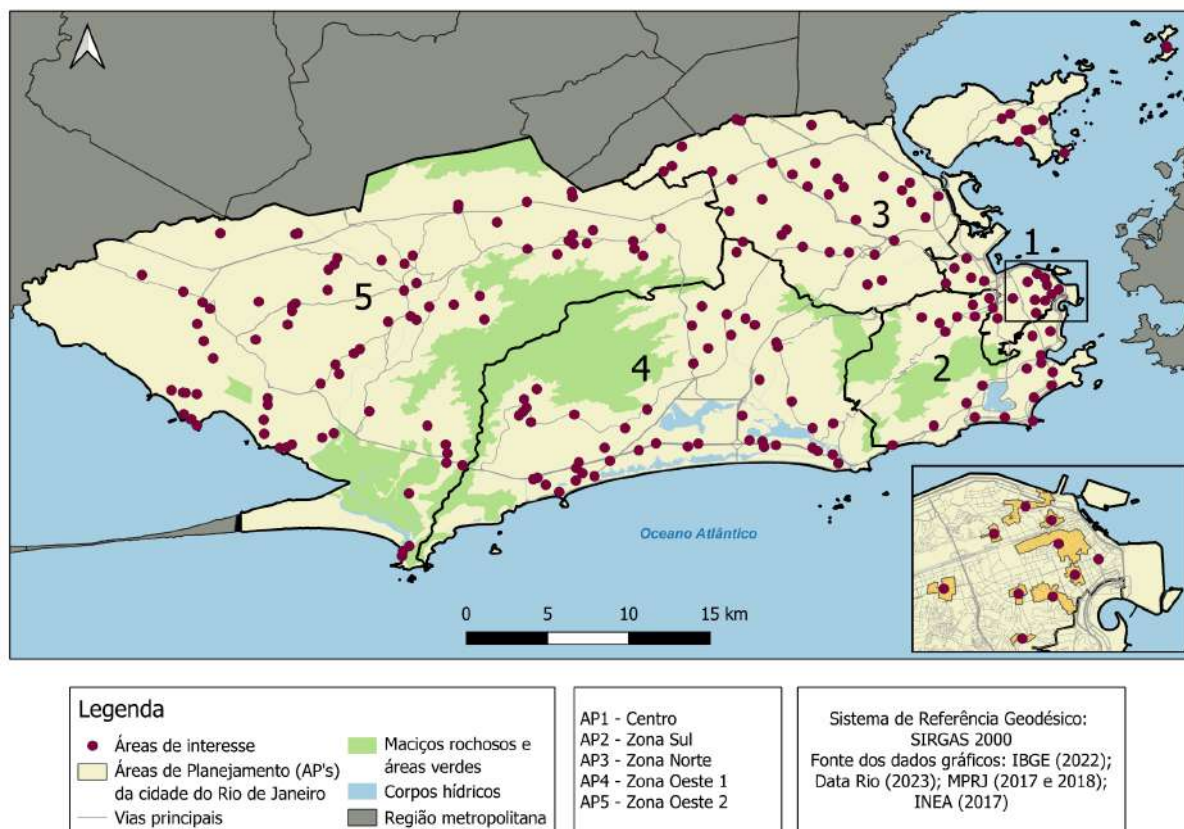 1
3
5
4
2
Oceano Atlântico
0 5 10 15 km
Legenda
Áreas de interesse
Áreas de Planejamento (AP's)
da cidade do Rio de Janeiro
Vias principais
Maciços rochosos e
áreas verdes
Corpos hídricos
Região metropolitana
AP1 - Centro
AP2 - Zona Sul
AP3 - Zona Norte
AP4 - Zona Oeste 1
AP5 - Zona Oeste 2
Sistema de Referência Geodésico:
SIRGAS 2000
Fonte dos dados gráficos: IBGE (2022);
Data Rio (2023); MPRJ (2017 e 2018);
INEA (2017)